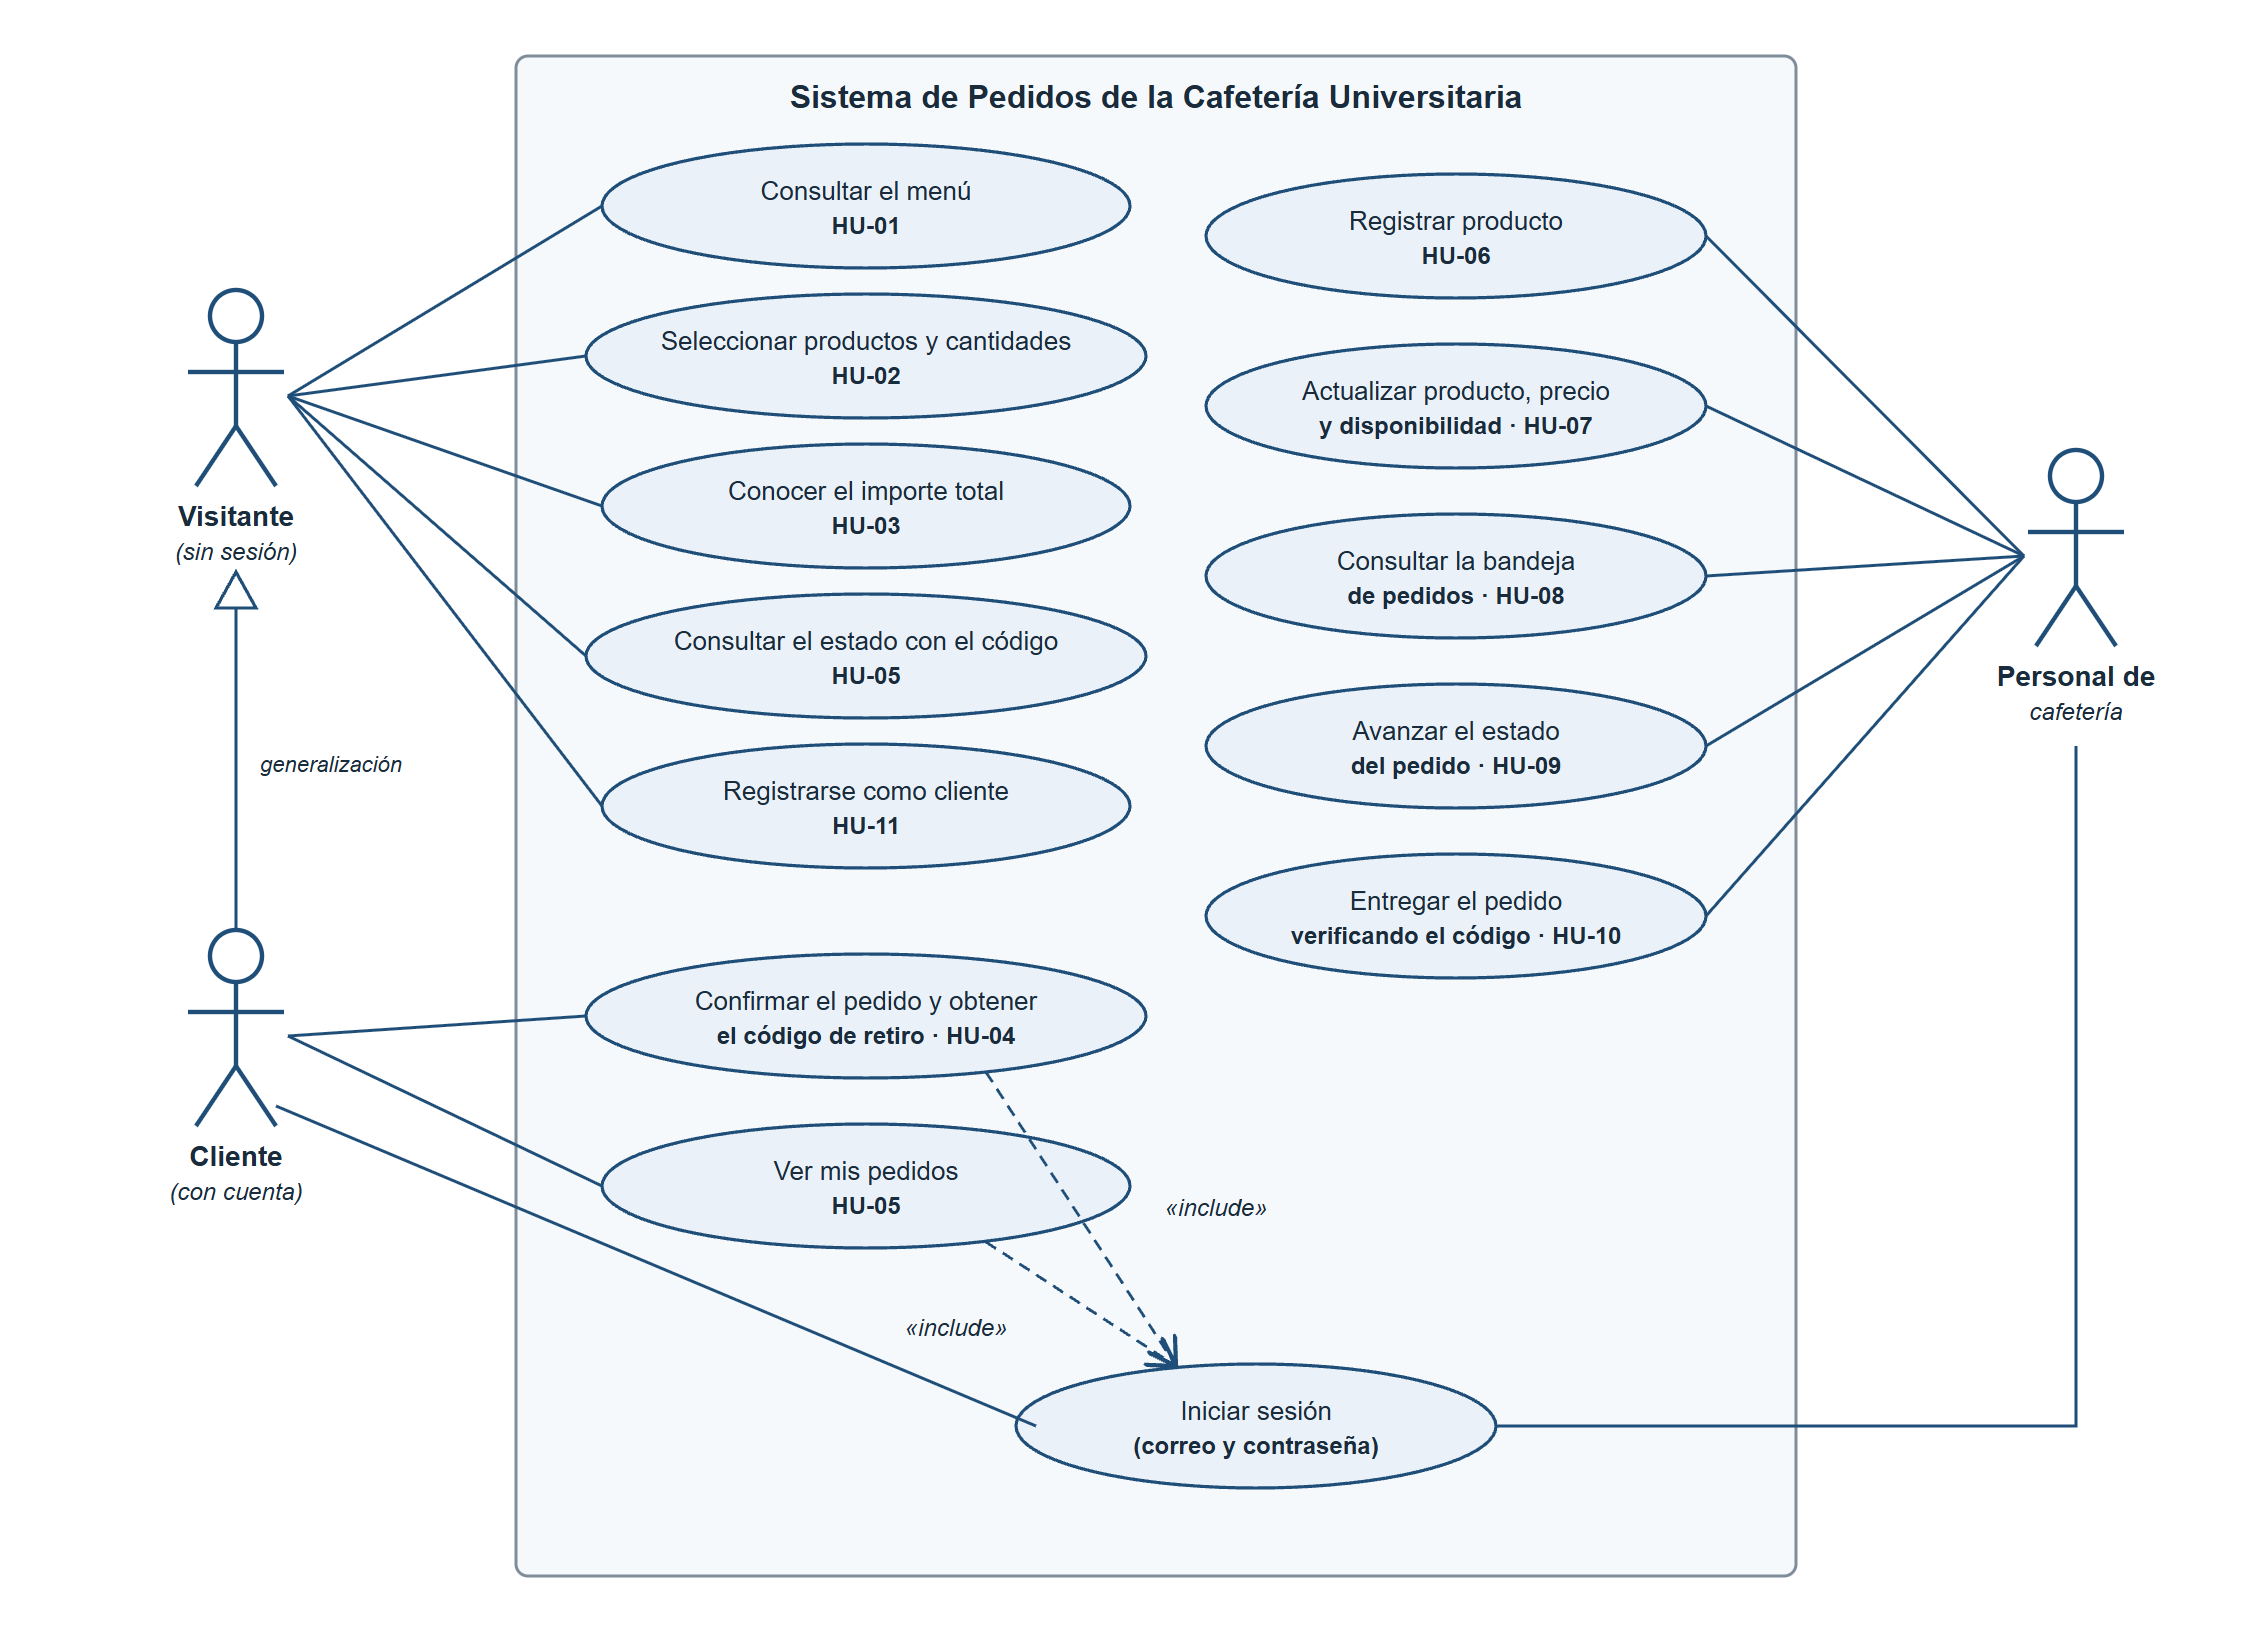 Sistema de Pedidos de la Cafetería Universitaria
Consultar el menú
HU-01
Seleccionar productos y cantidades
HU-02
Conocer el importe total
HU-03
Consultar el estado con el código
HU-05
Registrarse como cliente
HU-11
Confirmar el pedido y obtener
el código de retiro · HU-04
Ver mis pedidos
HU-05
Registrar producto
HU-06
Actualizar producto, precio
y disponibilidad · HU-07
Consultar la bandeja
de pedidos · HU-08
Avanzar el estado
del pedido · HU-09
Entregar el pedido
verificando el código · HU-10
«include»
«include»
Iniciar sesión
(correo y contraseña)
Visitante
(sin sesión)
generalización
Cliente
(con cuenta)
Personal de
cafetería